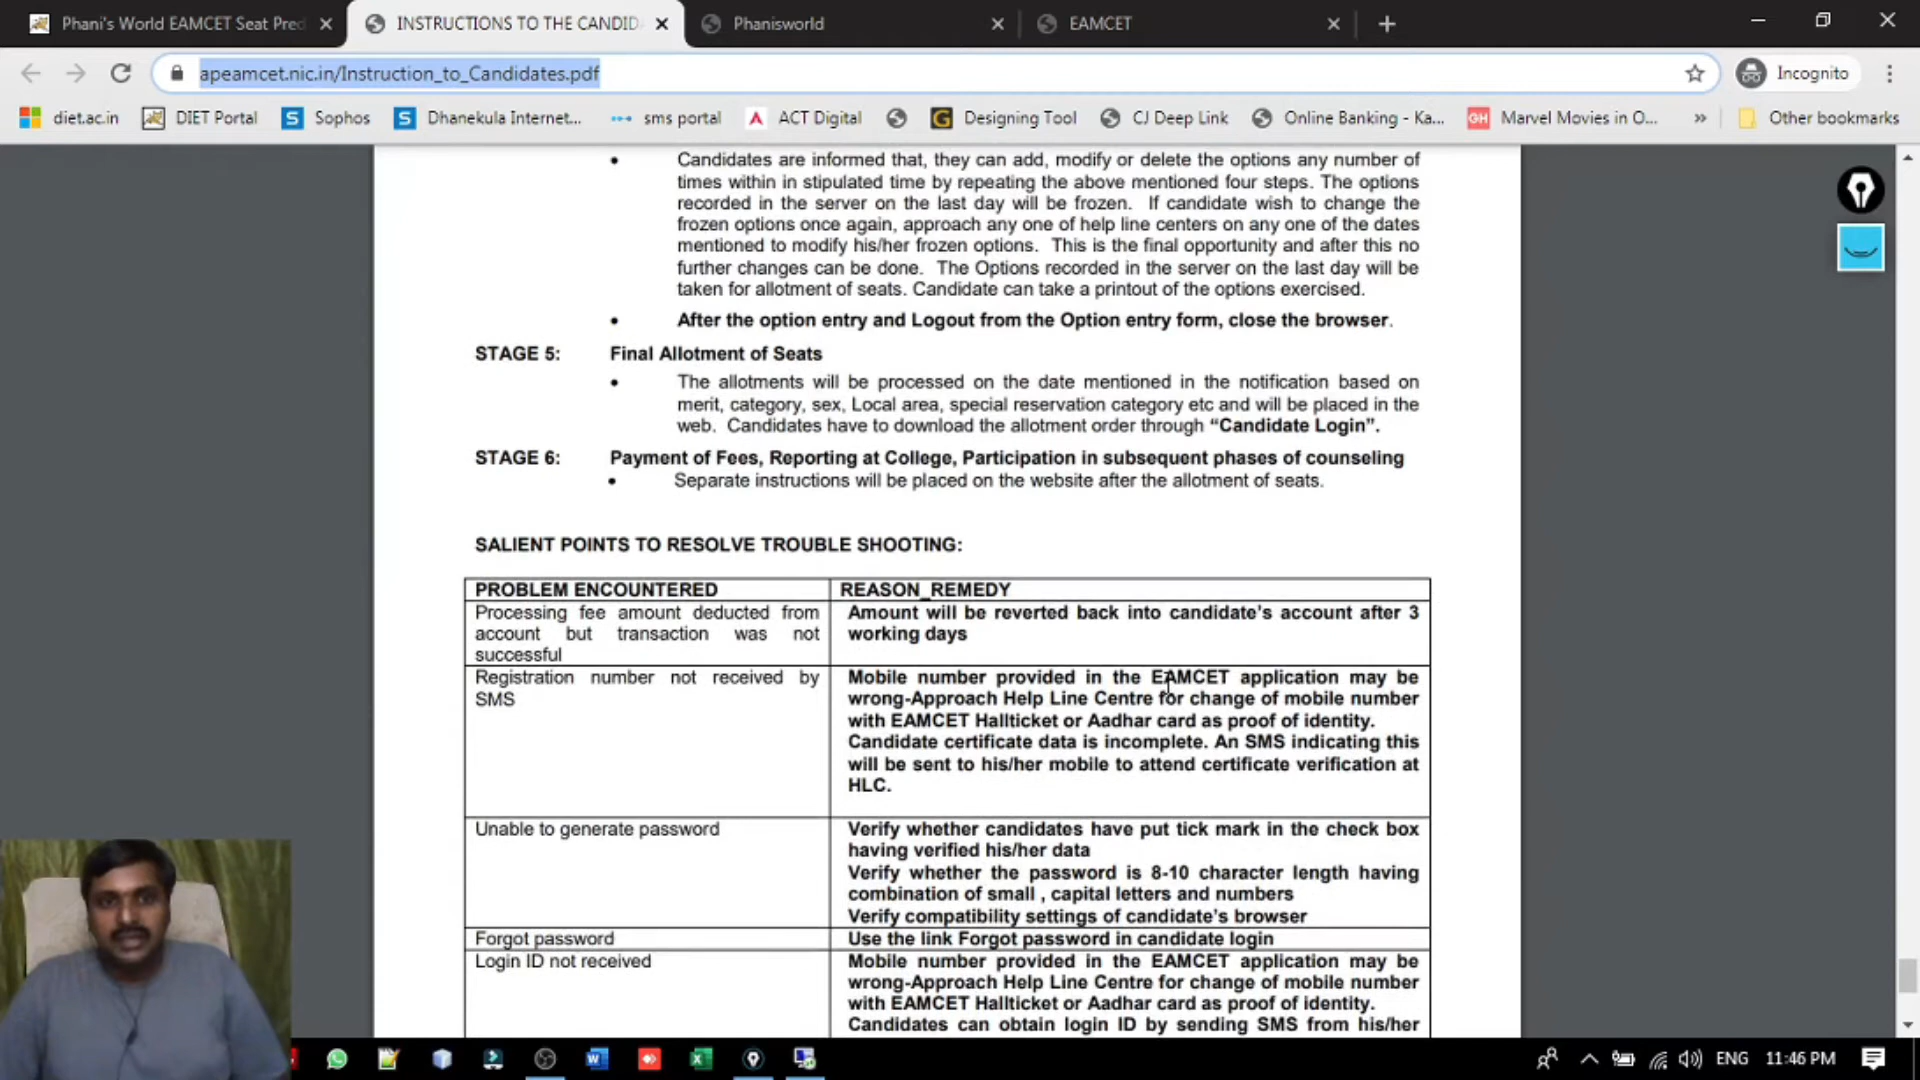 Phani's World EAMCET Seat Pred
INSTRUCTIONS TO THE CANDID
Phanisworld
EAMCET
apeamcet.nic.in/Instruction_to_Candidates.pdf
Incognito
diet.ac.in
DIET Portal
Sophos
Dhanekula Internet...
sms portal
ACT Digital
Designing Tool
CJ Deep Link
Online Banking - Ka...
Marvel Movies in O...
Other bookmarks
• Candidates are informed that, they can add, modify or delete the options any number of
times within in stipulated time by repeating the above mentioned four steps. The options
recorded in the server on the last day will be frozen. If candidate wish to change the
frozen options once again, approach any one of help line centers on any one of the dates
mentioned to modify his/her frozen options. This is the final opportunity and after this no
further changes can be done. The Options recorded in the server on the last day will be
taken for allotment of seats. Candidate can take a printout of the options exercised.
• After the option entry and Logout from the Option entry form, close the browser.
STAGE 5: Final Allotment of Seats
• The allotments will be processed on the date mentioned in the notification based on
merit, category, sex, Local area, special reservation category etc and will be placed in the
web. Candidates have to download the allotment order through “Candidate Login”.
STAGE 6: Payment of Fees, Reporting at College, Participation in subsequent phases of counseling
• Separate instructions will be placed on the website after the allotment of seats.
SALIENT POINTS TO RESOLVE TROUBLE SHOOTING:
PROBLEM ENCOUNTERED
REASON_REMEDY
Processing fee amount deducted from
account but transaction was not
successful
Amount will be reverted back into candidate's account after 3
working days
Registration number not received by
SMS
Mobile number provided in the EAMCET application may be
wrong-Approach Help Line Centre for change of mobile number
with EAMCET Hallticket or Aadhar card as proof of identity.
Candidate certificate data is incomplete. An SMS indicating this
will be sent to his/her mobile to attend certificate verification at
HLC.
Unable to generate password
Verify whether candidates have put tick mark in the check box
having verified his/her data
Verify whether the password is 8-10 character length having
combination of small , capital letters and numbers
Verify compatibility settings of candidate's browser
Forgot password
Use the link Forgot password in candidate login
Login ID not received
Mobile number provided in the EAMCET application may be
wrong-Approach Help Line Centre for change of mobile number
with EAMCET Hallticket or Aadhar card as proof of identity.
Candidates can obtain login ID by sending SMS from his/her
ENG
11:46 PM